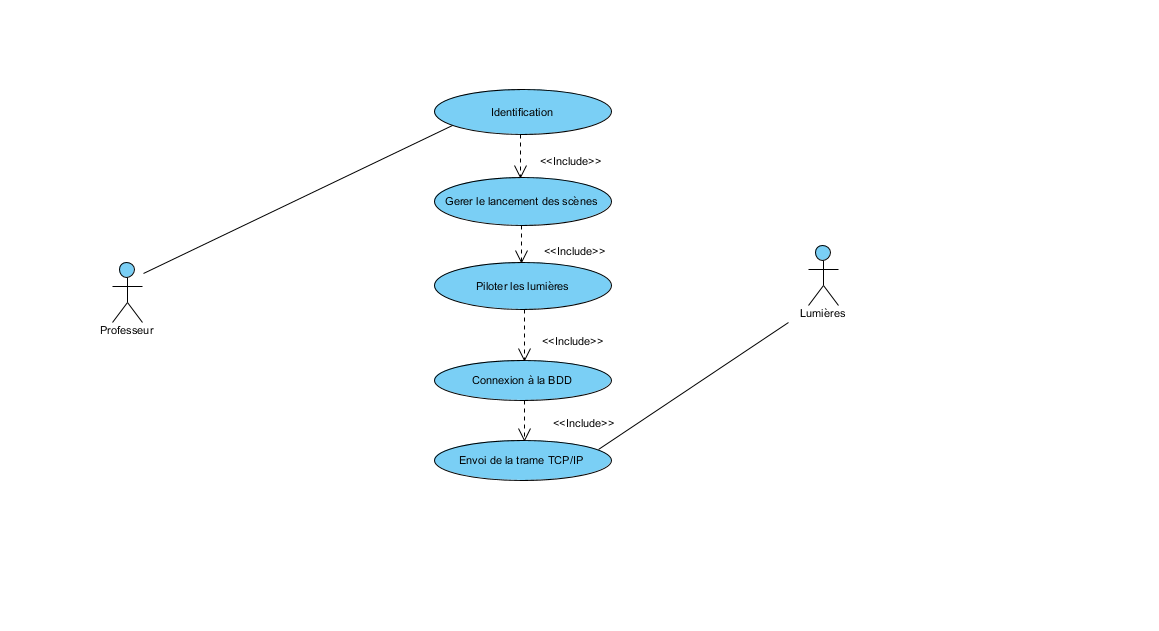 Identification
<<Include>>
Gerer le lancement des scènes
<<Include>>
Piloter les lumières
<<Include>>
Connexion à la BDD
<<Include>>
Envoi de la trame TCP/IP
Professeur
Lumières